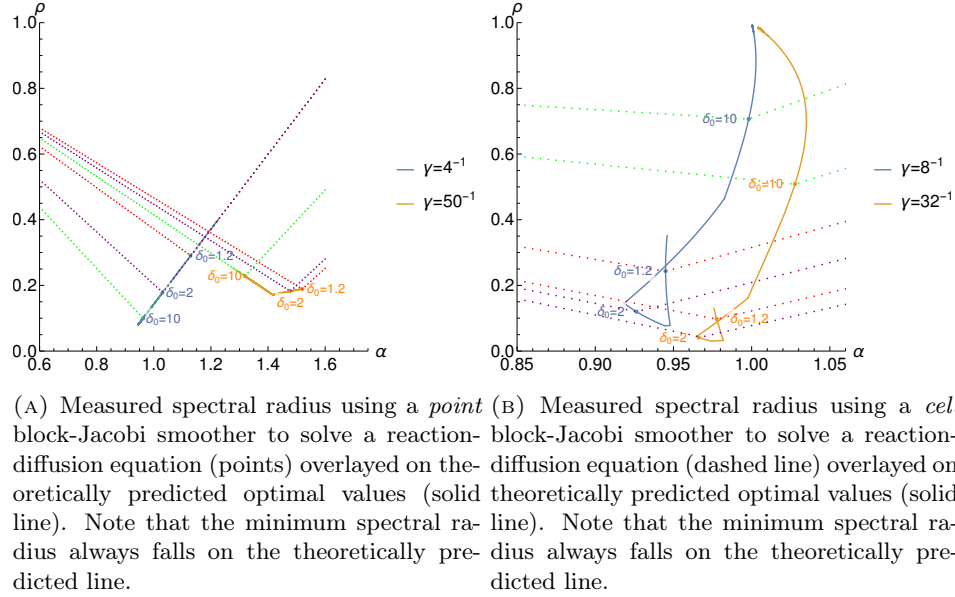 ρ
1.0
0.8
0.6
0.4
0.2
0.0
0.6
0.8
1.0
1.2
1.4
1.6
α
δ₀=1.2
δ₀=2
δ₀=10
δ₀=10
δ₀=2
δ₀=1.2
γ=4⁻¹
γ=50⁻¹
ρ
1.0
0.8
0.6
0.4
0.2
0.0
0.85
0.90
0.95
1.00
1.05
α
δ₀=10
δ₀=10
δ₀=1.2
δ₀=2
δ₀=1.2
δ₀=2
γ=8⁻¹
γ=32⁻¹
(A) Measured spectral radius using a point
block-Jacobi smoother to solve a reaction-
diffusion equation (points) overlayed on the-
oretically predicted optimal values (solid
line). Note that the minimum spectral ra-
dius always falls on the theoretically pre-
dicted line.
(B) Measured spectral radius using a cel
block-Jacobi smoother to solve a reaction-
diffusion equation (dashed line) overlayed on
theoretically predicted optimal values (solid
line). Note that the minimum spectral ra-
dius always falls on the theoretically pre-
dicted line.